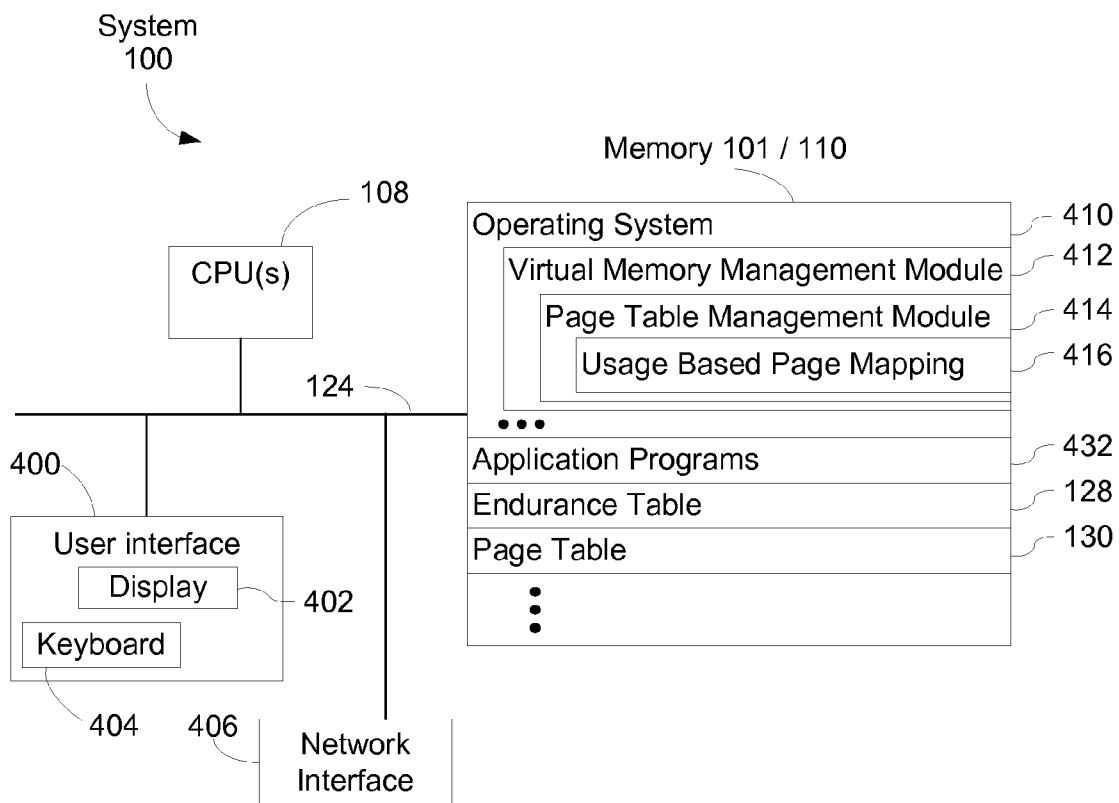 System
100
Memory 101 / 110
108
CPU(s)
Operating System
410
Virtual Memory Management Module
412
Page Table Management Module
414
Usage Based Page Mapping
416
124
Application Programs
432
Endurance Table
128
Page Table
130
400
User interface
Display
402
Keyboard
404
406
Network
Interface